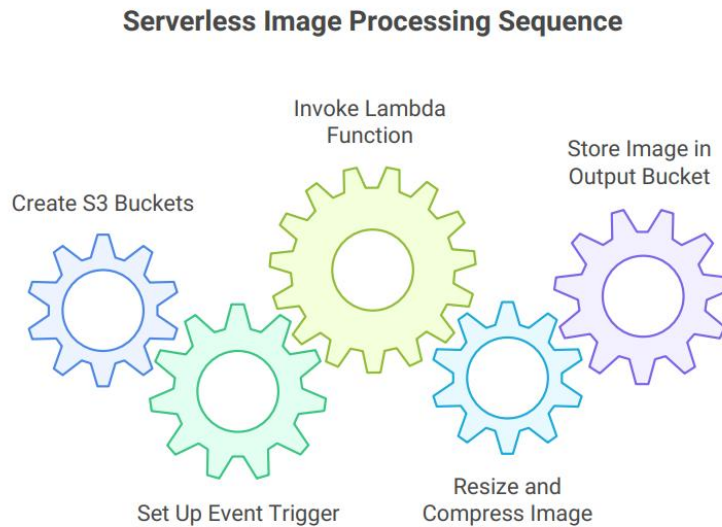 Serverless Image Processing Sequence
Invoke Lambda
Function
Store Image in
Output Bucket
Create S3 Buckets
Set Up Event Trigger
Resize and
Compress Image